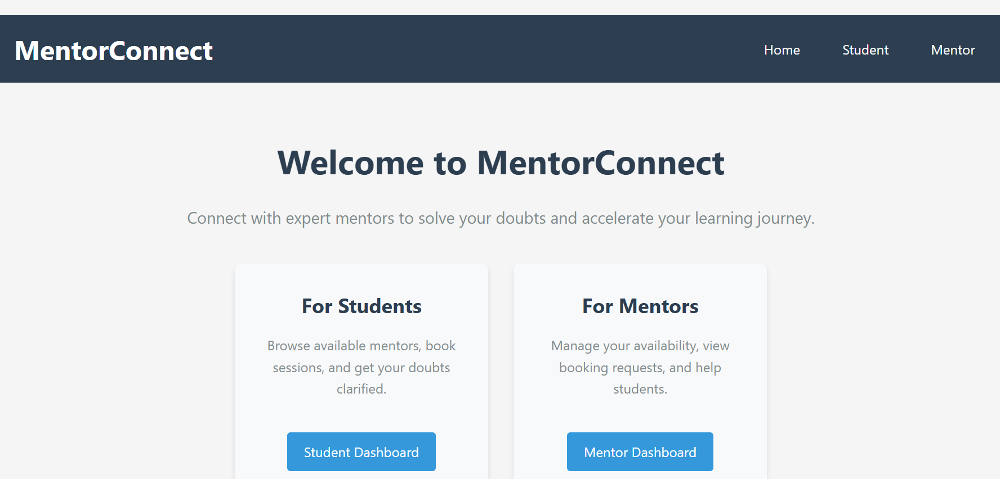 MentorConnect
Home
Student
Mentor
Welcome to MentorConnect
Connect with expert mentors to solve your doubts and accelerate your learning journey.
For Students
Browse available mentors, book
sessions, and get your doubts
clarified.
Student Dashboard
For Mentors
Manage your availability, view
booking requests, and help
students.
Mentor Dashboard